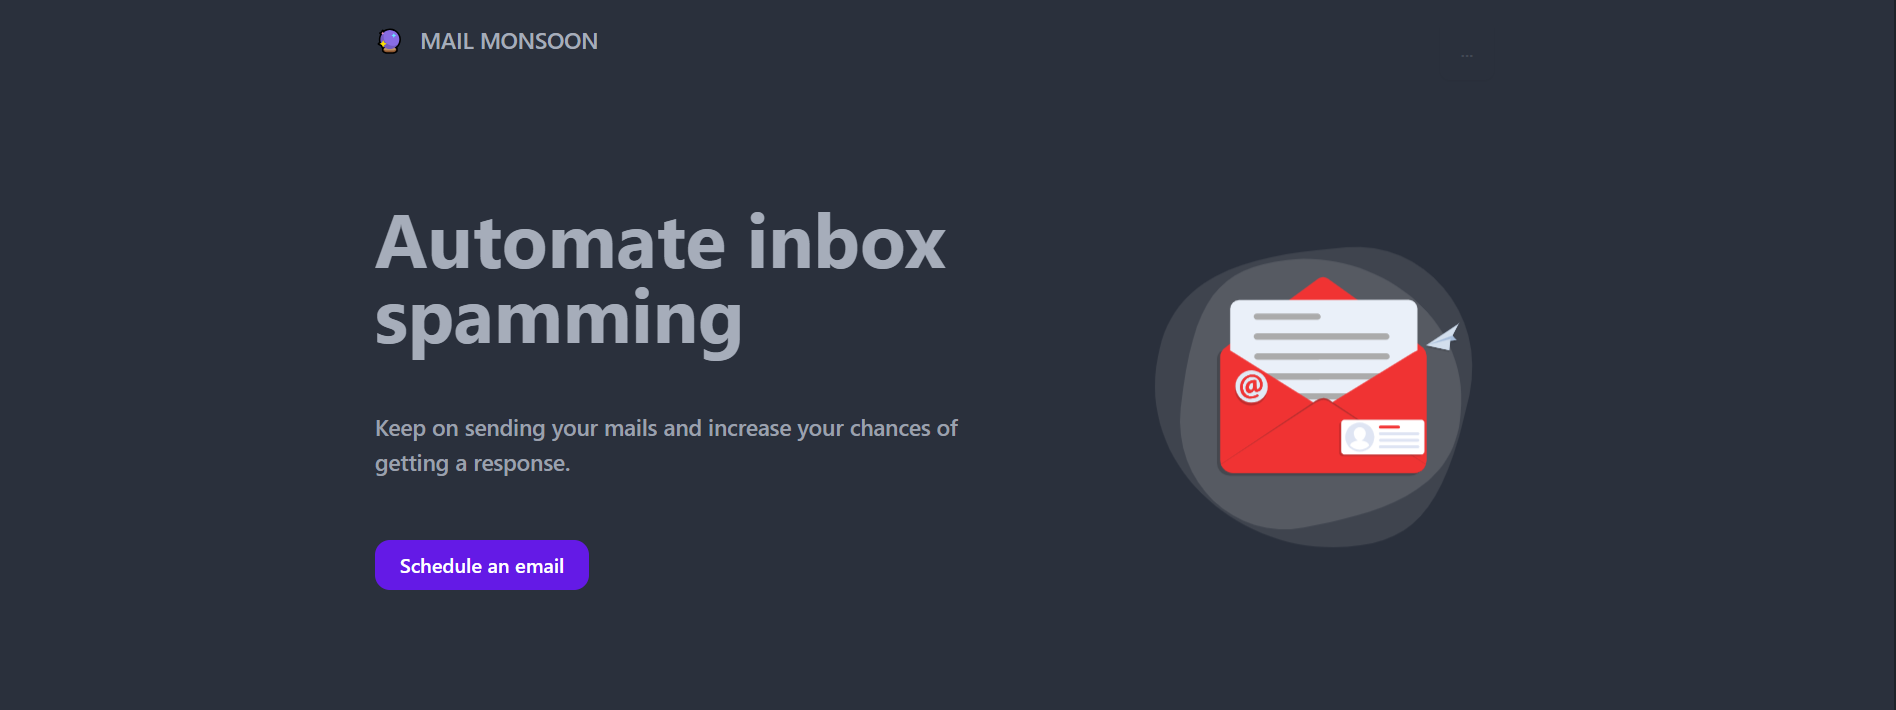 MAIL MONSOON
...
Automate inbox
spamming
@
Keep on sending your mails and increase your chances of
getting a response.
Schedule an email